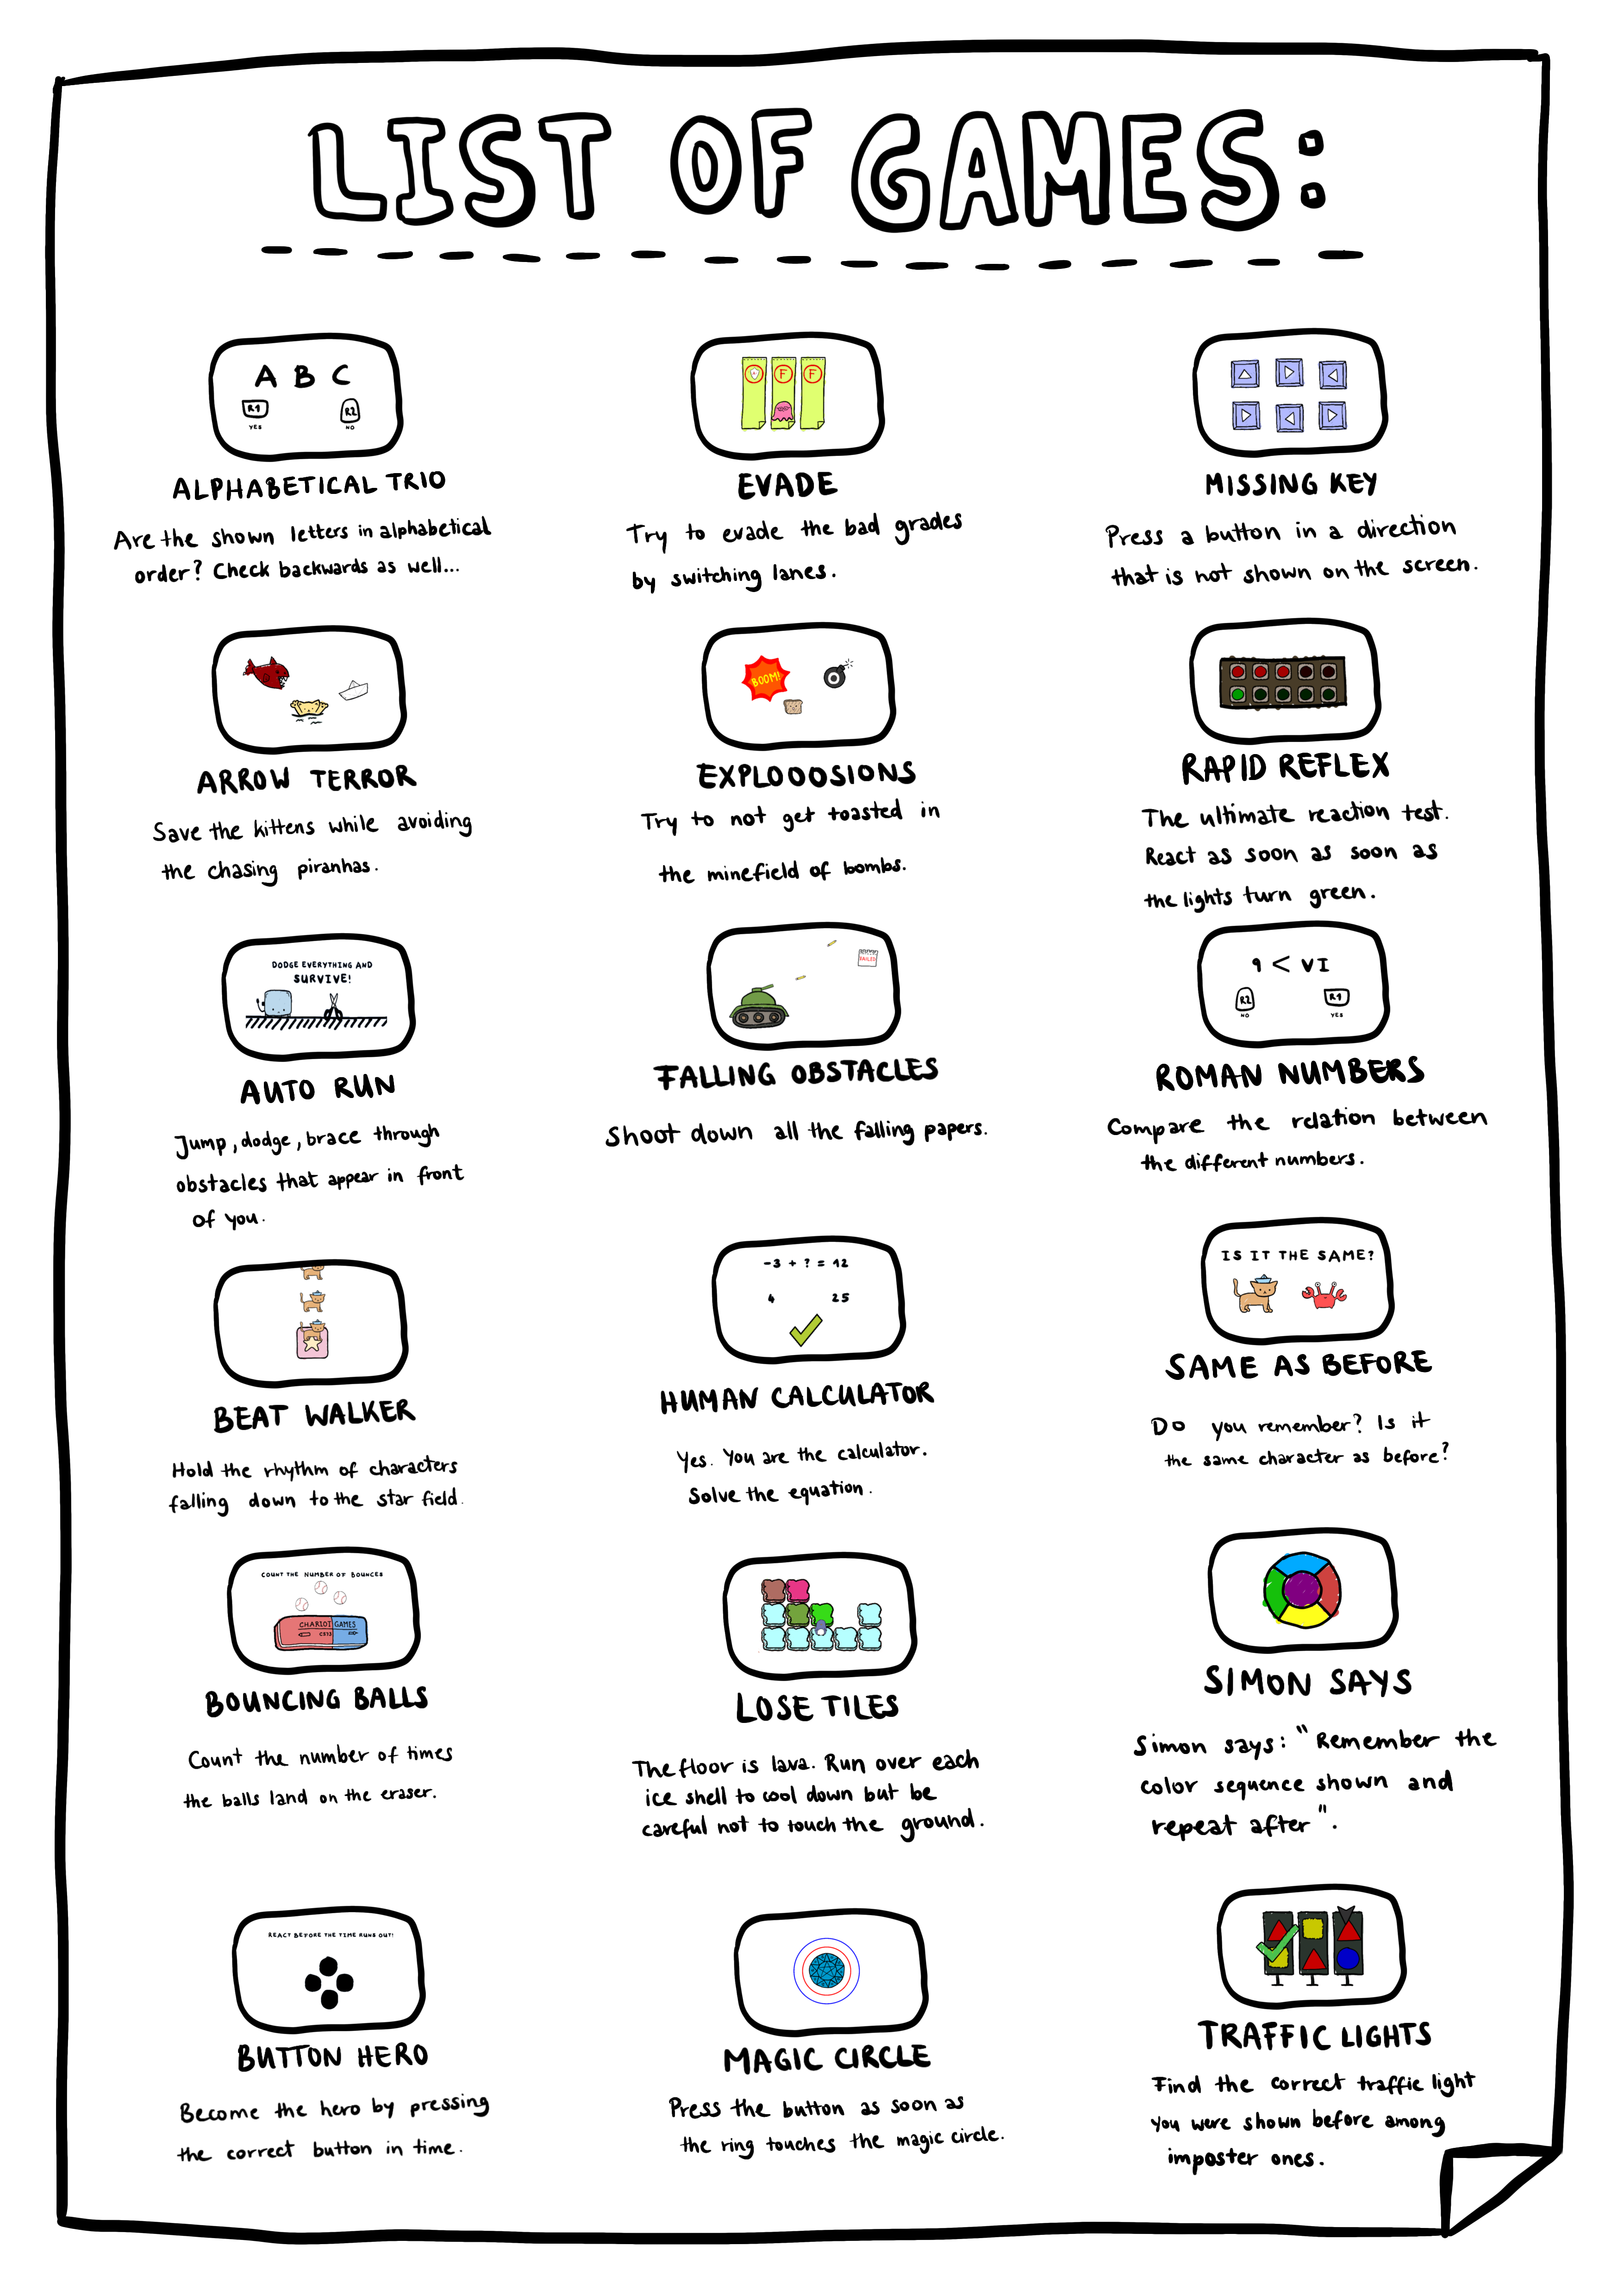 LIST OF GAMES:
A B C
R1 R2
YES NO
ALPHABETICAL TRIO
Are the shown letters in alphabetical
order? Check backwards as well...
F F
EVADE
Try to evade the bad grades
by switching lanes.
MISSING KEY
Press a button in a direction
that is not shown on the screen.
ARROW TERROR
Save the kittens while avoiding
the chasing piranhas.
BOOM!
EXPLOOOSIONS
Try to not get toasted in
the minefield of bombs.
RAPID REFLEX
The ultimate reaction test.
React as soon as soon as
the lights turn green.
DODGE EVERYTHING AND
SURVIVE!
AUTO RUN
Jump, dodge, brace through
obstacles that appear in front
of you.
FAILED
FALLING OBSTACLES
Shoot down all the falling papers.
9 < VI
R2 R1
NO YES
ROMAN NUMBERS
Compare the relation between
the different numbers.
BEAT WALKER
Hold the rhythm of characters
falling down to the star field.
-3 + ? = 12
4 25
HUMAN CALCULATOR
Yes. You are the calculator.
Solve the equation.
IS IT THE SAME?
SAME AS BEFORE
Do you remember? Is it
the same character as before?
COUNT THE NUMBER OF BOUNCES
CHARIOT GAMES
BOUNCING BALLS
Count the number of times
the balls land on the eraser.
LOSE TILES
The floor is lava. Run over each
ice shell to cool down but be
careful not to touch the ground.
SIMON SAYS
Simon says: "Remember the
color sequence shown and
repeat after".
REACT BEFORE THE TIME RUNS OUT!
BUTTON HERO
Become the hero by pressing
the correct button in time.
MAGIC CIRCLE
Press the button as soon as
the ring touches the magic circle.
TRAFFIC LIGHTS
Find the correct traffic light
you were shown before among
imposter ones.